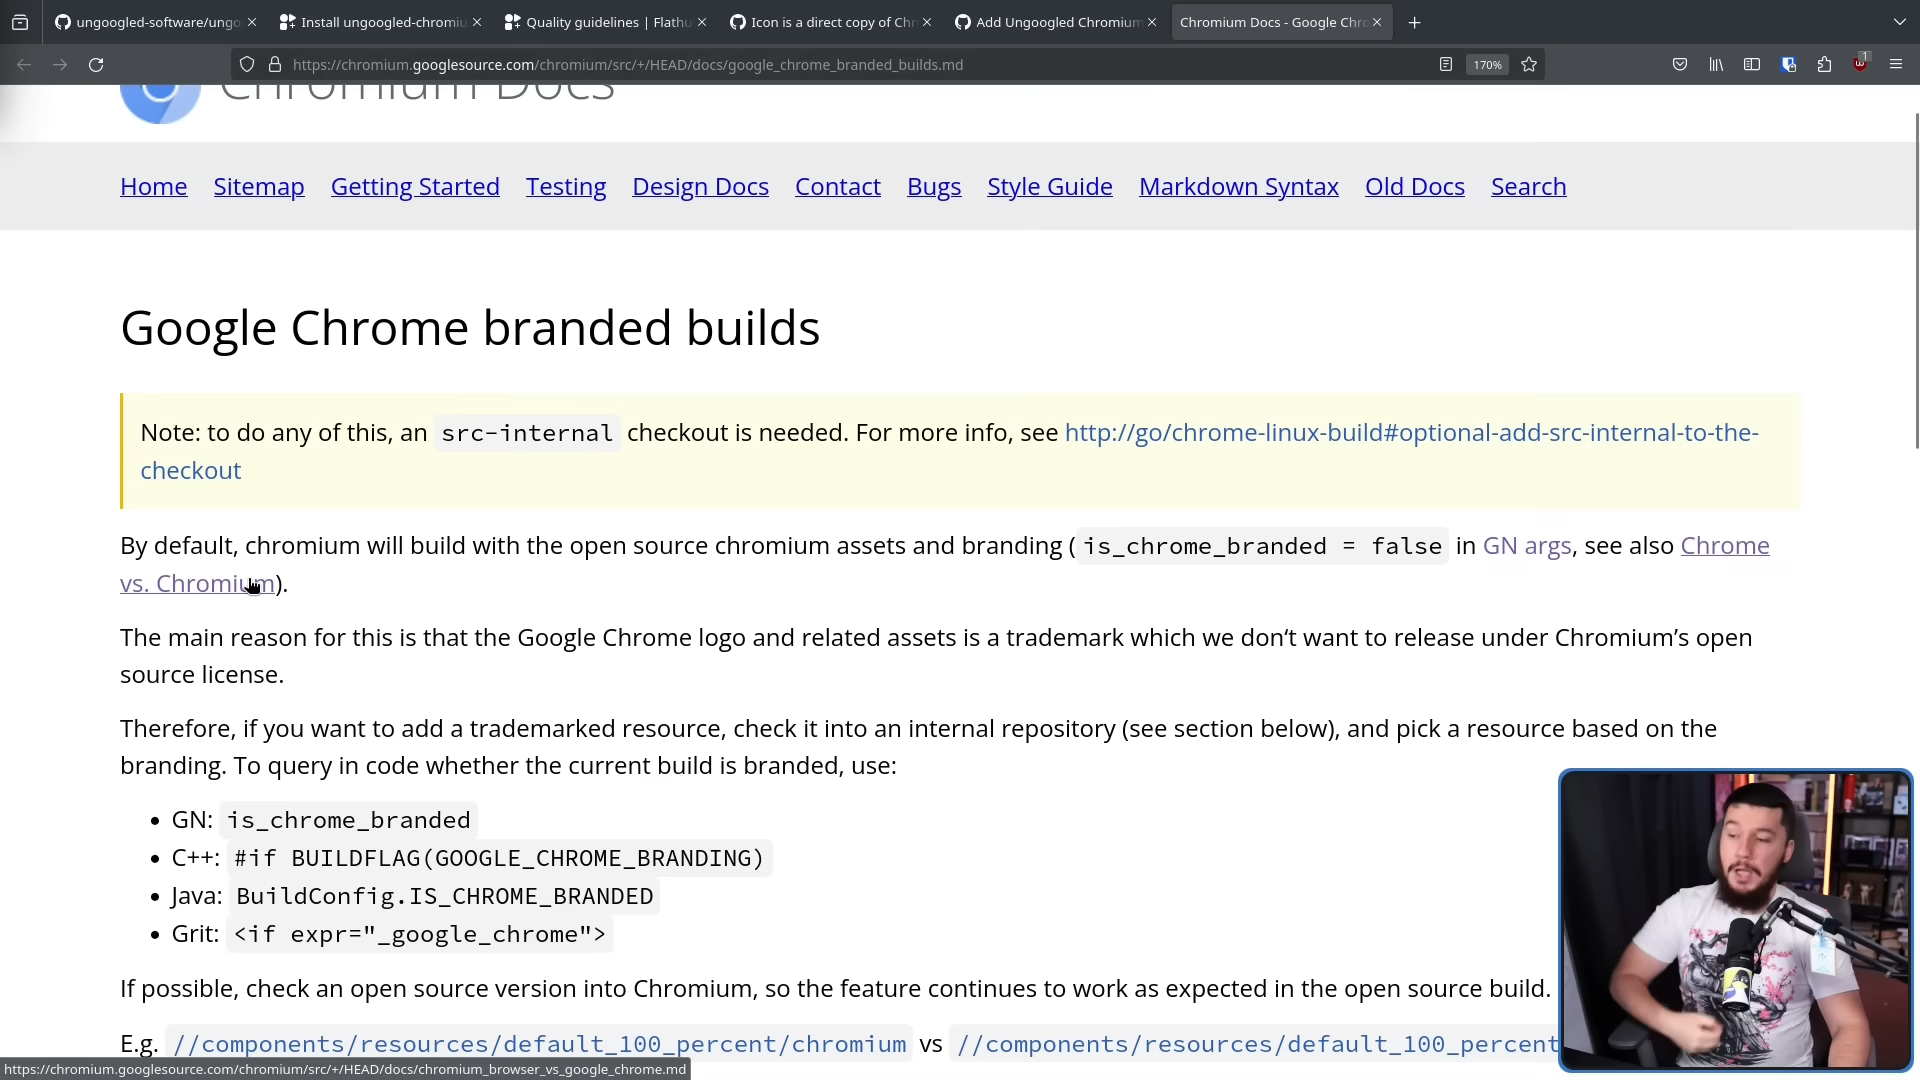 ungoogled-software/ungo
Install ungoogled-chromiu
Quality guidelines | Flathu
Icon is a direct copy of Chr
Add Ungoogled Chromium
Chromium Docs - Google Chro
https://chromium.googlesource.com/chromium/src/+/HEAD/docs/google_chrome_branded_builds.md
170%
1
Chromium Docs
Home Sitemap Getting Started Testing Design Docs Contact Bugs Style Guide Markdown Syntax Old Docs Search
Google Chrome branded builds
Note: to do any of this, an src-internal checkout is needed. For more info, see http://go/chrome-linux-build#optional-add-src-internal-to-the-
checkout
By default, chromium will build with the open source chromium assets and branding ( is_chrome_branded = false in GN args, see also Chrome
vs. Chromium).
The main reason for this is that the Google Chrome logo and related assets is a trademark which we don‘t want to release under Chromium’s open
source license.
Therefore, if you want to add a trademarked resource, check it into an internal repository (see section below), and pick a resource based on the
branding. To query in code whether the current build is branded, use:
• GN: is_chrome_branded
• C++: #if BUILDFLAG(GOOGLE_CHROME_BRANDING)
• Java: BuildConfig.IS_CHROME_BRANDED
• Grit: <if expr="_google_chrome">
If possible, check an open source version into Chromium, so the feature continues to work as expected in the open source build.
E.g. //components/resources/default_100_percent/chromium vs //components/resources/default_100_percent
https://chromium.googlesource.com/chromium/src/+/HEAD/docs/chromium_browser_vs_google_chrome.md